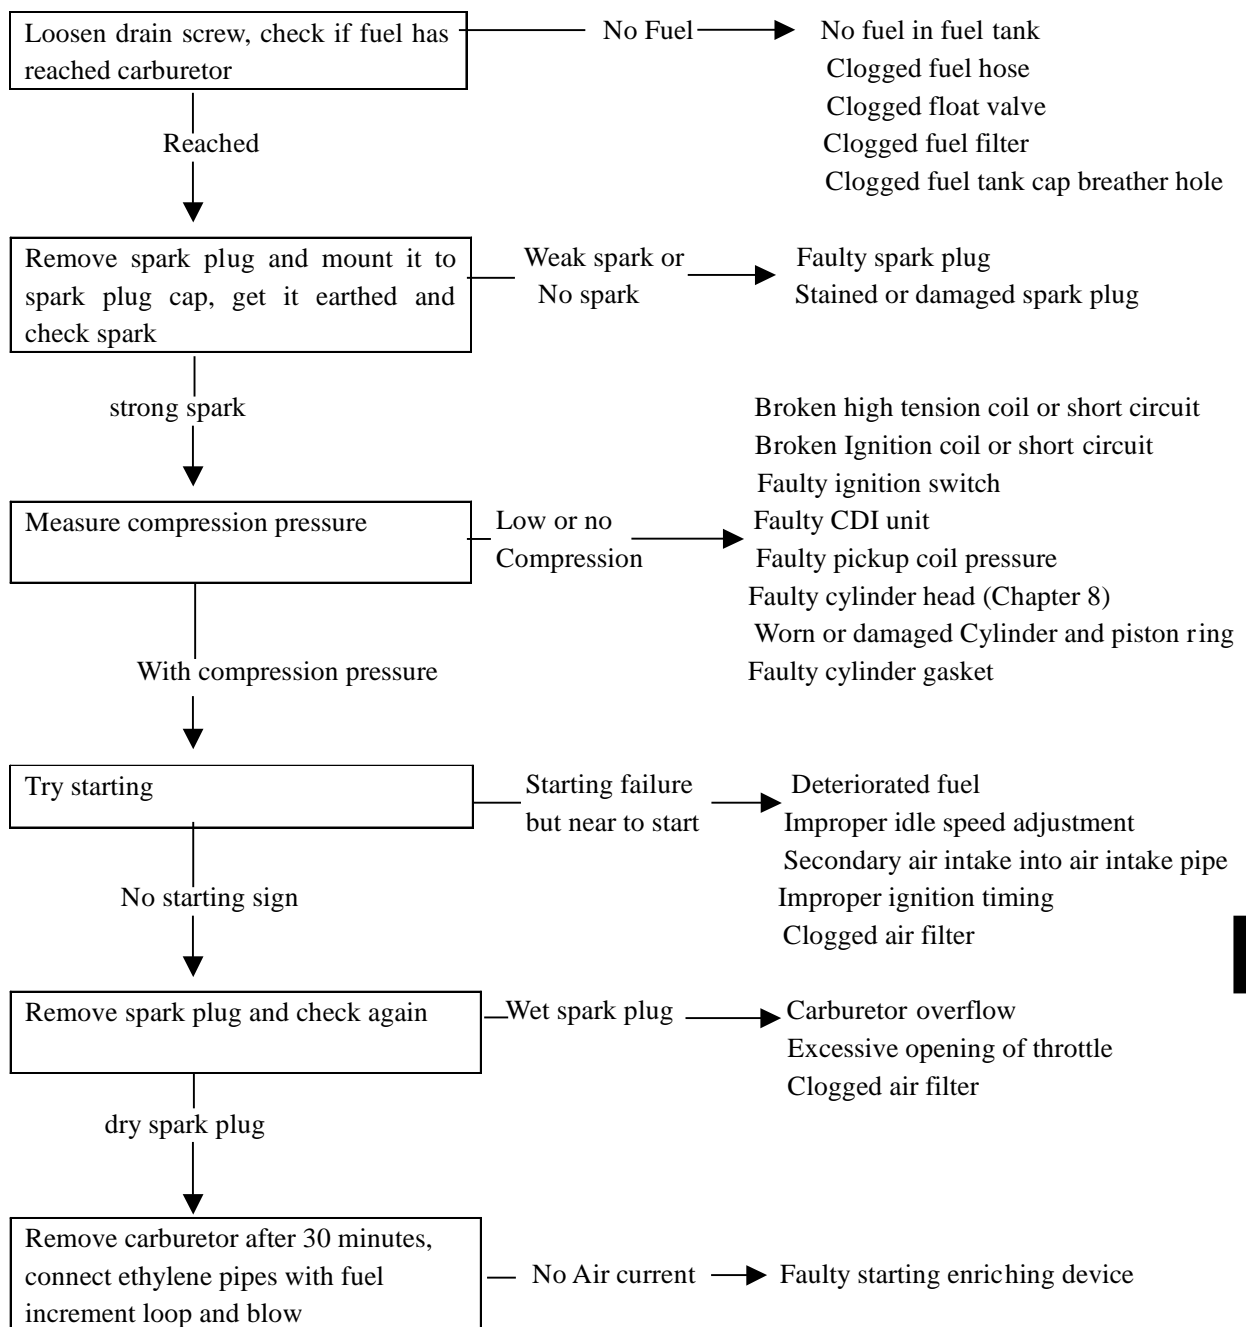 Loosen drain screw, check if fuel has
reached carburetor
No Fuel
No fuel in fuel tank
Clogged fuel hose
Clogged float valve
Clogged fuel filter
Clogged fuel tank cap breather hole
Reached
Remove spark plug and mount it to
spark plug cap, get it earthed and
check spark
Weak spark or
No spark
Faulty spark plug
Stained or damaged spark plug
strong spark
Broken high tension coil or short circuit
Broken Ignition coil or short circuit
Faulty ignition switch
Faulty CDI unit
Faulty pickup coil pressure
Faulty cylinder head (Chapter 8)
Worn or damaged Cylinder and piston ring
Faulty cylinder gasket
Measure compression pressure
Low or no
Compression
With compression pressure
Try starting
Starting failure
but near to start
Deteriorated fuel
Improper idle speed adjustment
Secondary air intake into air intake pipe
Improper ignition timing
Clogged air filter
No starting sign
Remove spark plug and check again
Wet spark plug
Carburetor overflow
Excessive opening of throttle
Clogged air filter
dry spark plug
Remove carburetor after 30 minutes,
connect ethylene pipes with fuel
increment loop and blow
No Air current
Faulty starting enriching device